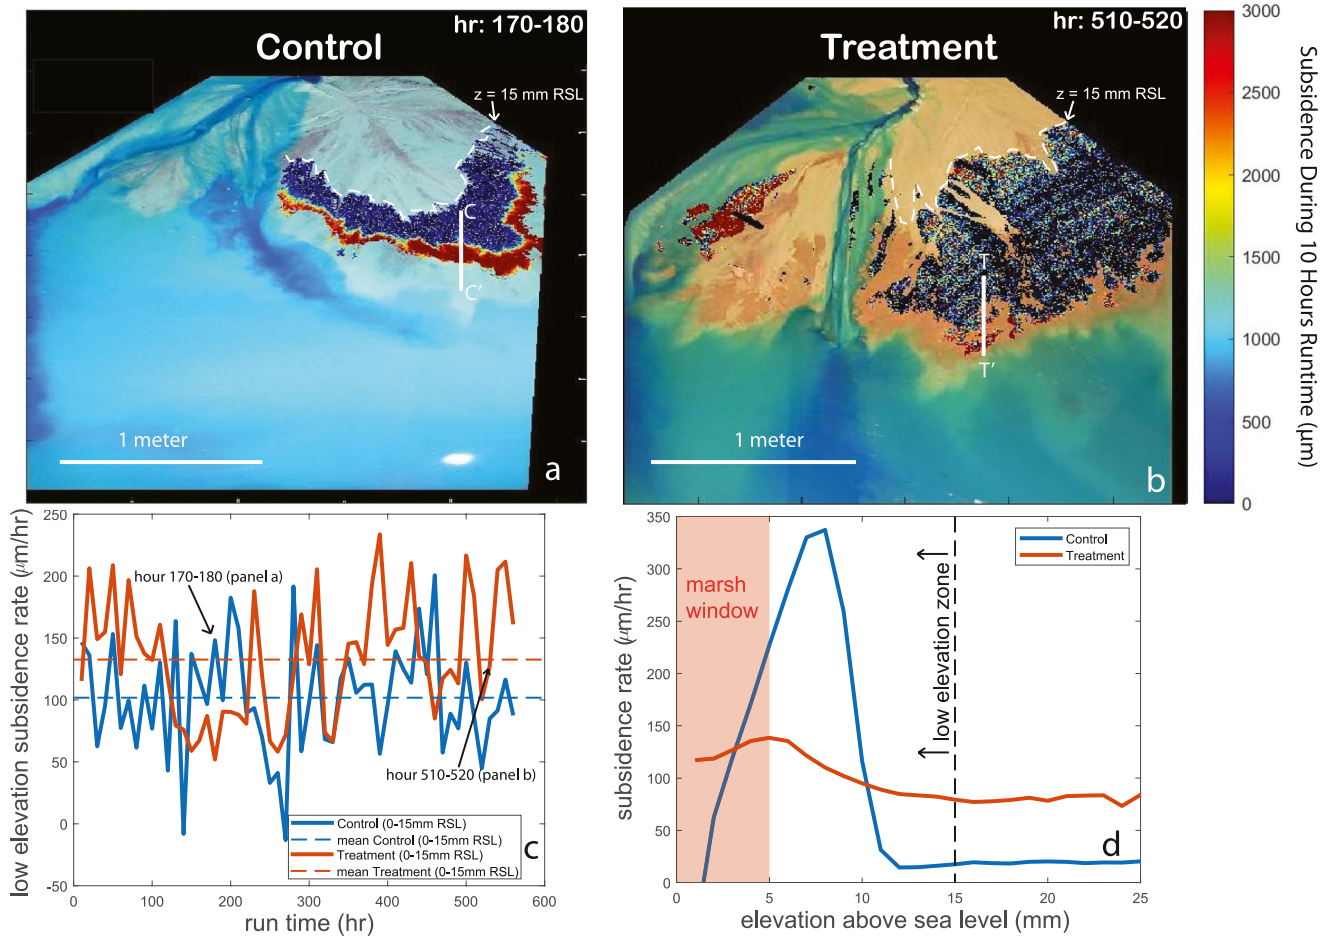 hr: 170-180
Control
z = 15 mm RSL
C
C'
1 meter
a
hr: 510-520
Treatment
z = 15 mm RSL
T
T'
1 meter
b
3000
2500
2000
1500
1000
500
0
Subsidence During 10 Hours Runtime (μm)
250
200
150
100
50
0
-50
low elevation subsidence rate (μm/hr)
hour 170-180 (panel a)
hour 510-520 (panel b)
Control (0-15mm RSL)
mean Control (0-15mm RSL)
Treatment (0-15mm RSL)
mean Treatment (0-15mm RSL)
c
0 100 200 300 400 500 600
run time (hr)
350
300
250
200
150
100
50
0
subsidence rate (μm/hr)
marsh
window
low elevation zone
Control
Treatment
d
0 5 10 15 20 25
elevation above sea level (mm)